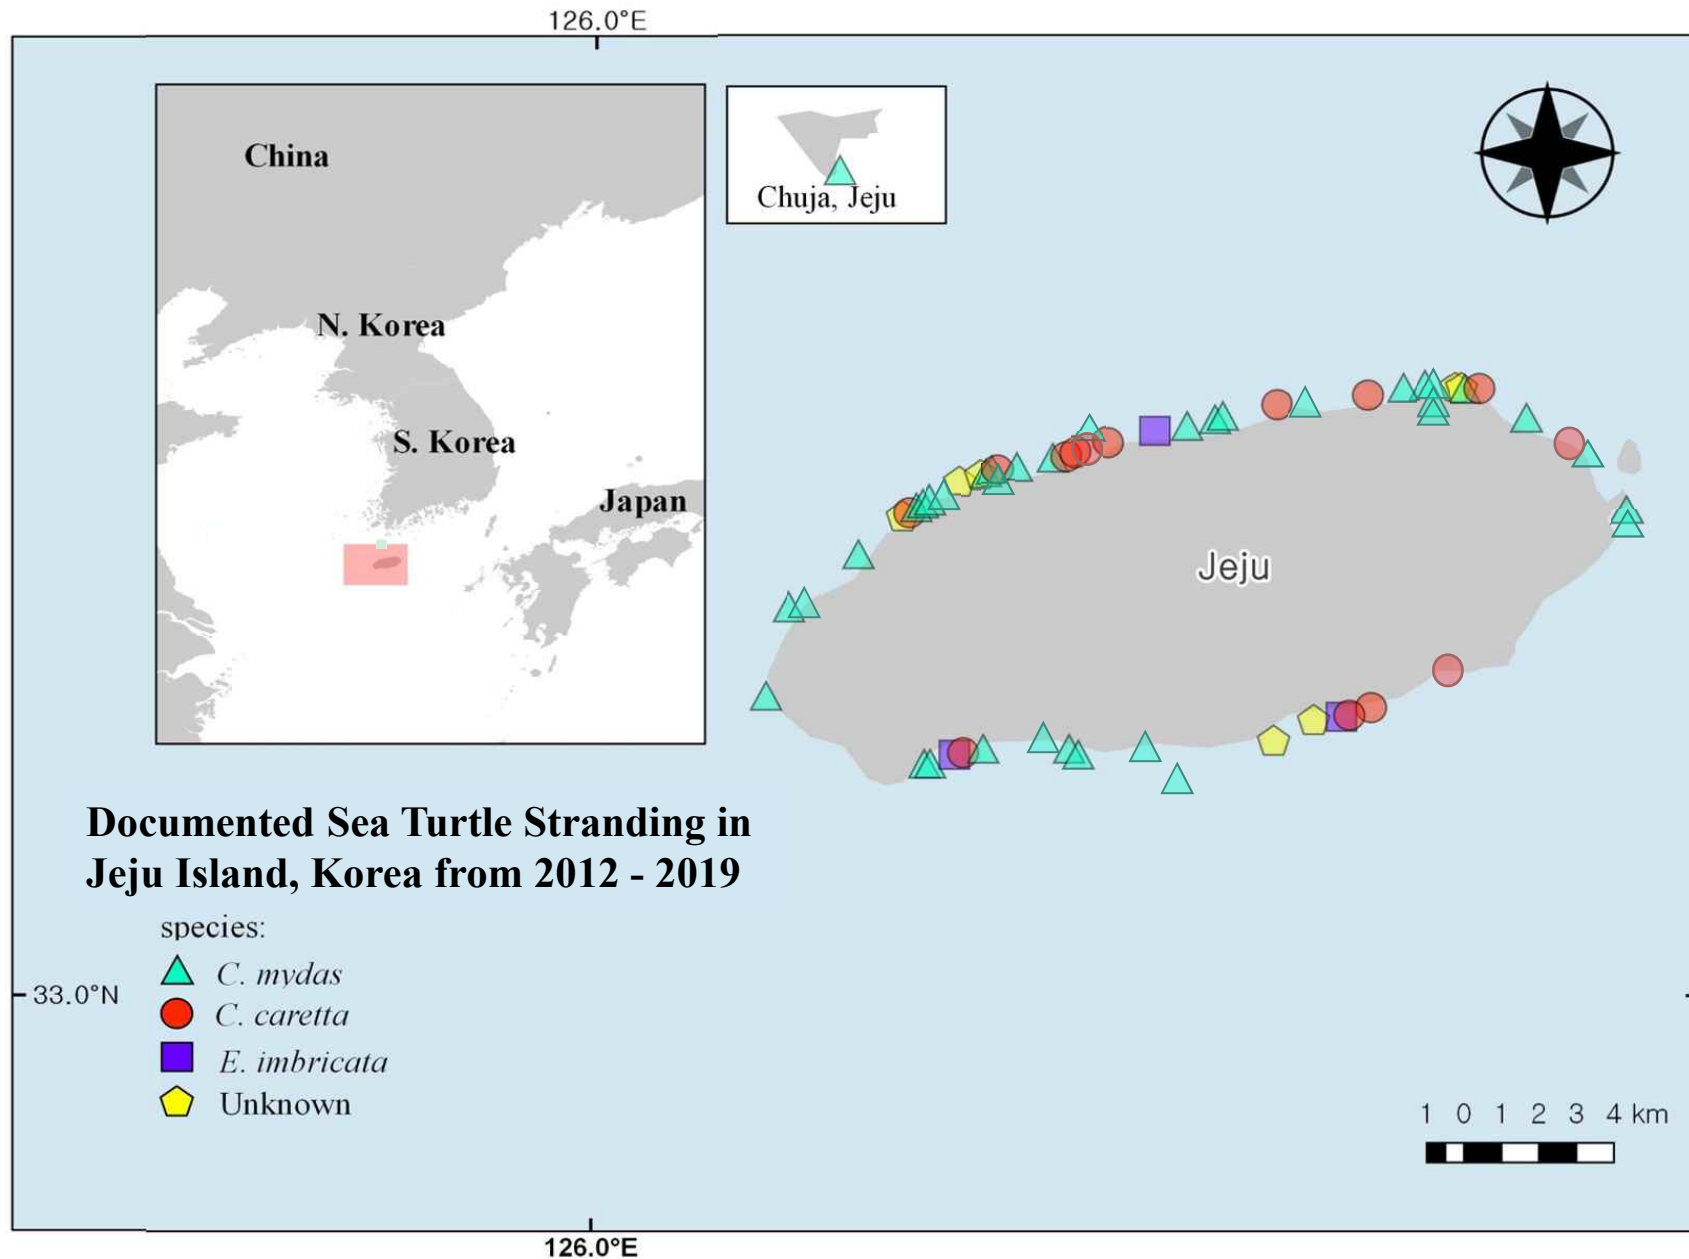 126.0°E
China
N. Korea
S. Korea
Japan
Chuja, Jeju
Jeju
Documented Sea Turtle Stranding in
Jeju Island, Korea from 2012 - 2019
species:
C. mydas
C. caretta
E. imbricata
Unknown
33.0°N
1 0 1 2 3 4 km
126.0°E